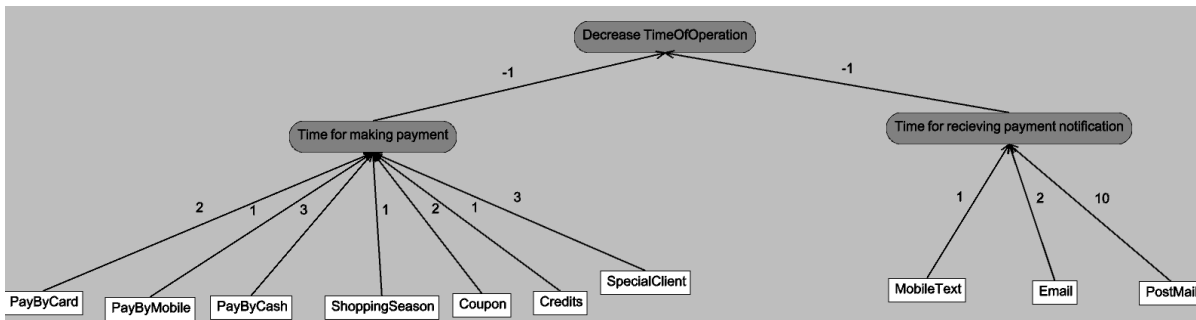 Decrease TimeOfOperation
-1
-1
Time for making payment
Time for recieving payment notification
2
1
3
1
2
1
3
1
2
10
PayByCard
PayByMobile
PayByCash
ShoppingSeason
Coupon
Credits
SpecialClient
MobileText
Email
PostMail